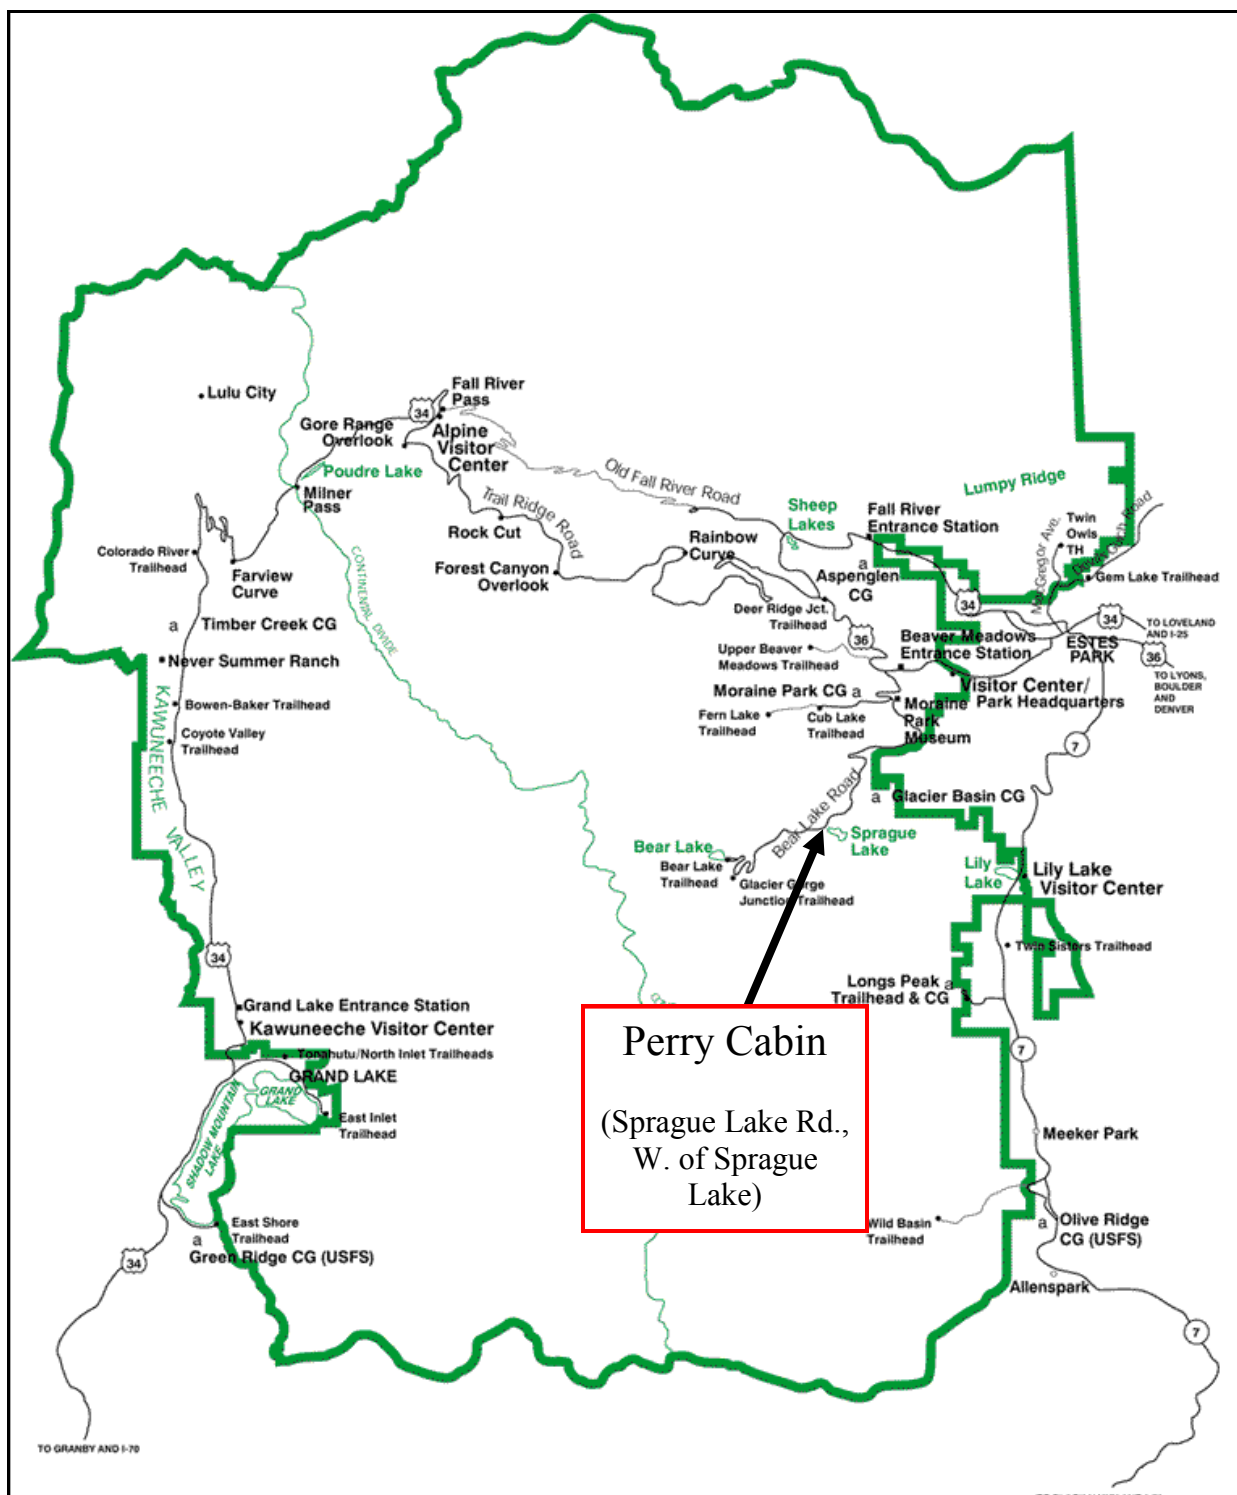 Lulu City
Fall River
Pass
34
Gore Range
Overlook
Alpine
Visitor
Center
Poudre Lake
Milner
Pass
Old Fall River Road
Trail Ridge Road
Rock Cut
Lumpy Ridge
Sheep
Lakes
Fall River
Entrance Station
MacGregor Ave.
Twin
Owls
TH
Devils Gulch Road
Gem Lake Trailhead
Colorado River
Trailhead
Farview
Curve
CONTINENTAL DIVIDE
Forest Canyon
Overlook
Rainbow
Curve
a
Aspenglen
CG
Deer Ridge Jct.
Trailhead
34
34
TO LOVELAND
AND I-25
a
Timber Creek CG
36
Beaver Meadows
Entrance Station
ESTES
PARK
36
Upper Beaver
Meadows Trailhead
Never Summer Ranch
TO LYONS,
BOULDER
AND
DENVER
Visitor Center/
Park Headquarters
KAWUNEECHE VALLEY
Moraine Park CG
a
Bowen-Baker Trailhead
Fern Lake
Trailhead
Cub Lake
Trailhead
Moraine
Park
Museum
Coyote Valley
Trailhead
7
Bear Lake Road
a
Glacier Basin CG
Bear Lake
Sprague
Lake
Bear Lake
Trailhead
Glacier Gorge
Junction Trailhead
Lily
Lake
Lily Lake
Visitor Center
34
Twin Sisters Trailhead
Longs Peak
Trailhead & CG
a
Grand Lake Entrance Station
Kawuneeche Visitor Center
Perry Cabin
(Sprague Lake Rd.,
W. of Sprague
Lake)
7
Tonahutu/North Inlet Trailheads
GRAND LAKE
GRAND
LAKE
SHADOW MOUNTAIN
LAKE
East Inlet
Trailhead
Meeker Park
East Shore
Trailhead
a
Green Ridge CG (USFS)
34
Wild Basin
Trailhead
a
Olive Ridge
CG (USFS)
Allenspark
7
TO GRANBY AND I-70